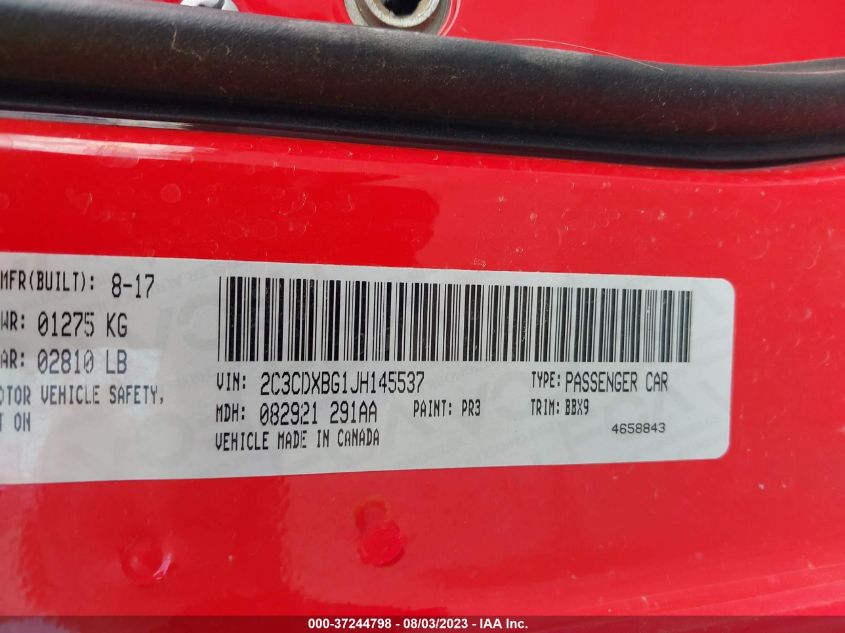 MFR(BUILT): 8-17
WR: 01275 KG
AR: 02810 LB
OTOR VEHICLE SAFETY,
T ON
VIN: 2C3CDXBG1JH145537
TYPE: PASSENGER CAR
MDH: 082921 291AA
PAINT: PR3
TRIM: BBX9
VEHICLE MADE IN CANADA
4658843
000-37244798 - 08/03/2023 - IAA Inc.